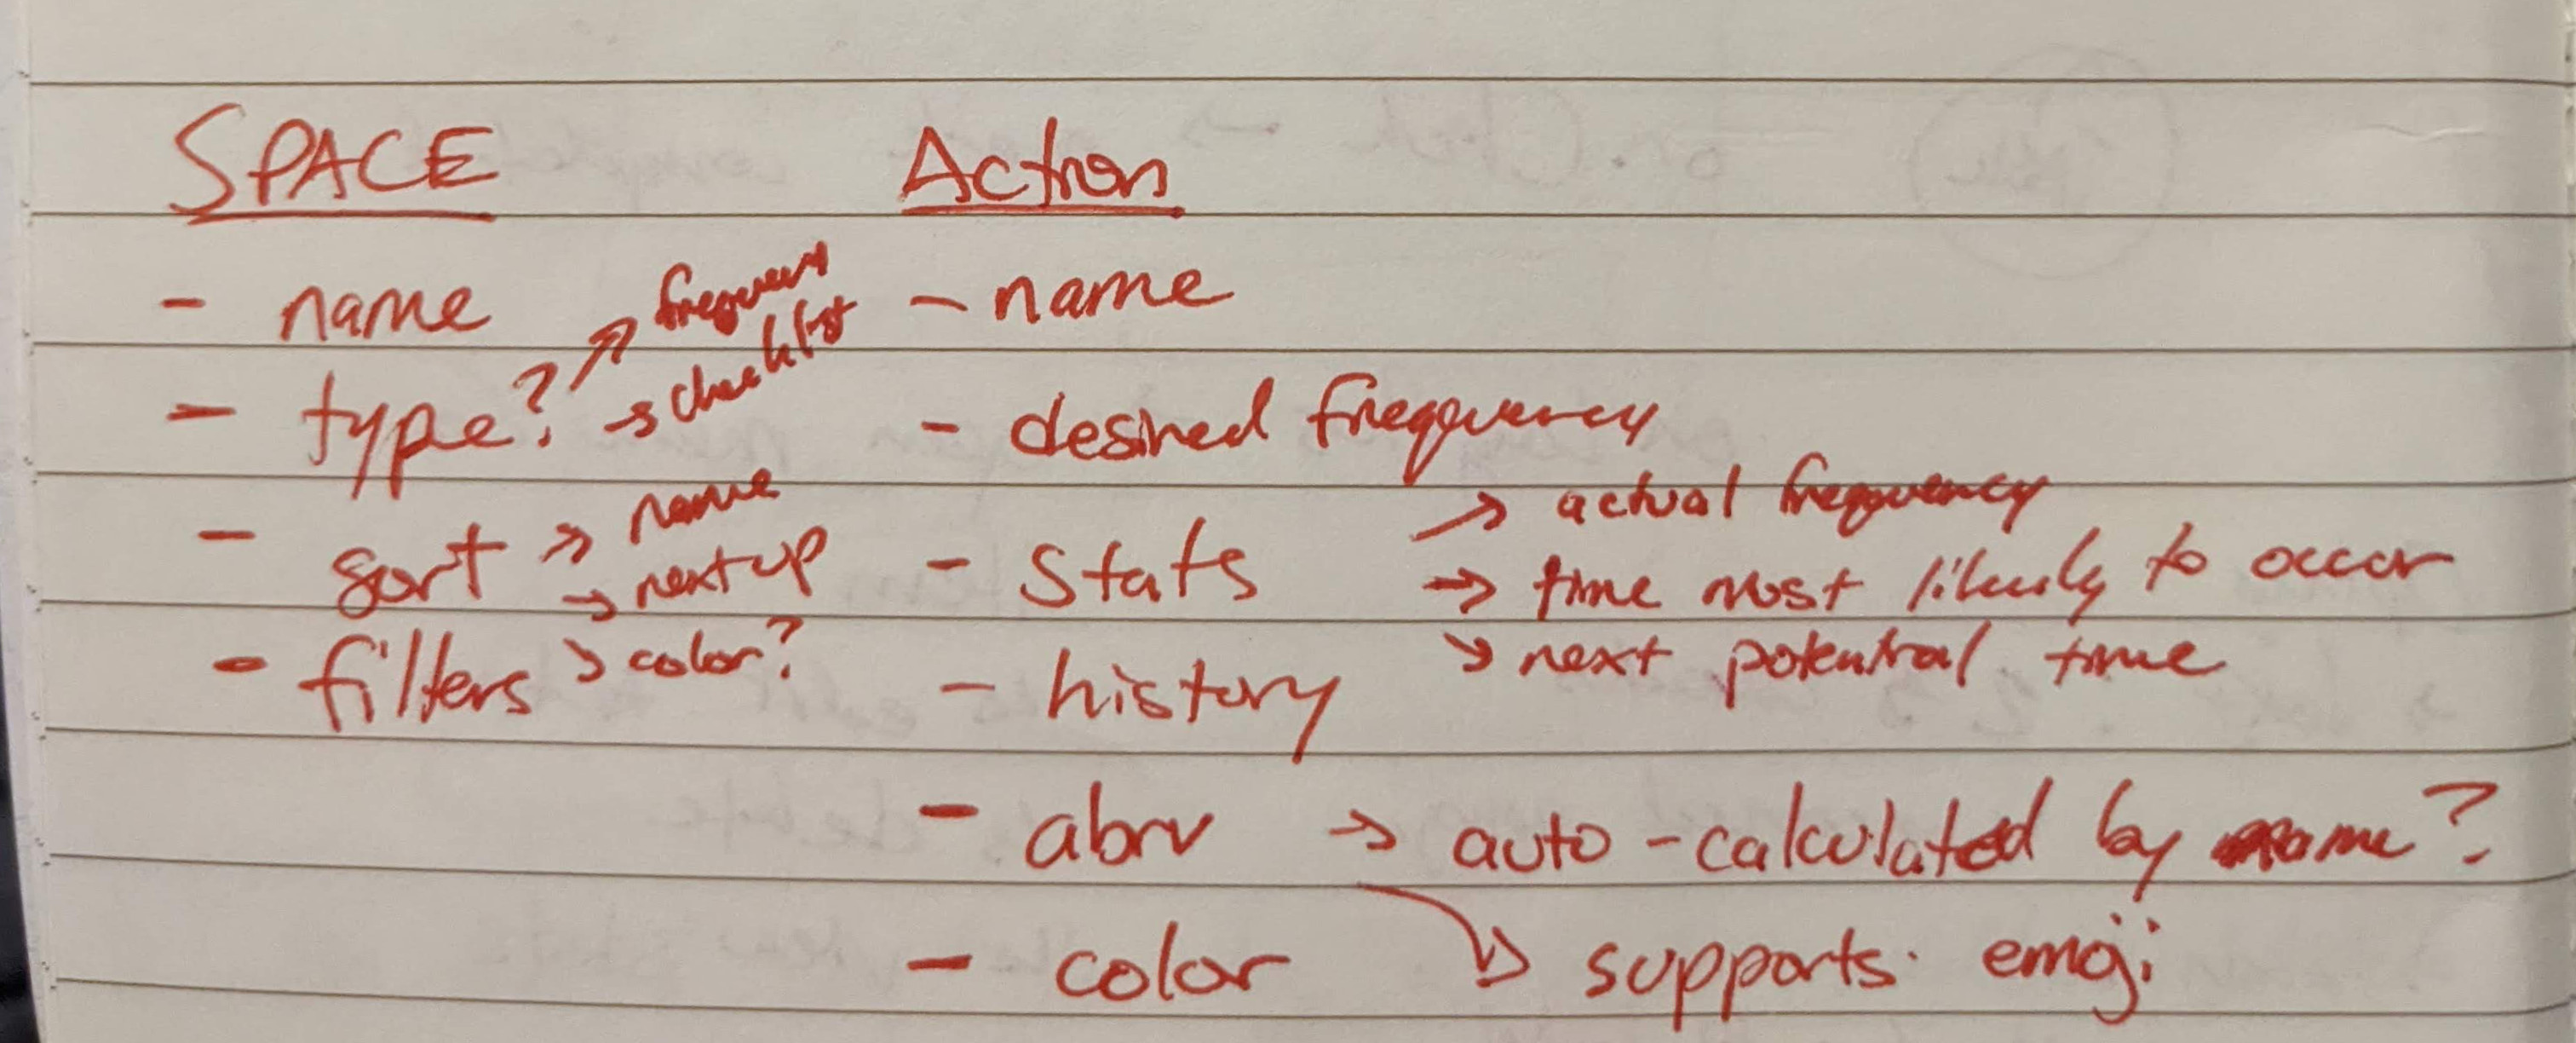 SPACE
- name
- type? → frequency
→ checklist
- sort → name
→ next up
- filters → color?
Action
- name
- desired frequency
- stats → actual frequency
→ time most likely to occur
→ next potential time
- history
- abrv → auto-calculated by name?
→ supports emoji
- color